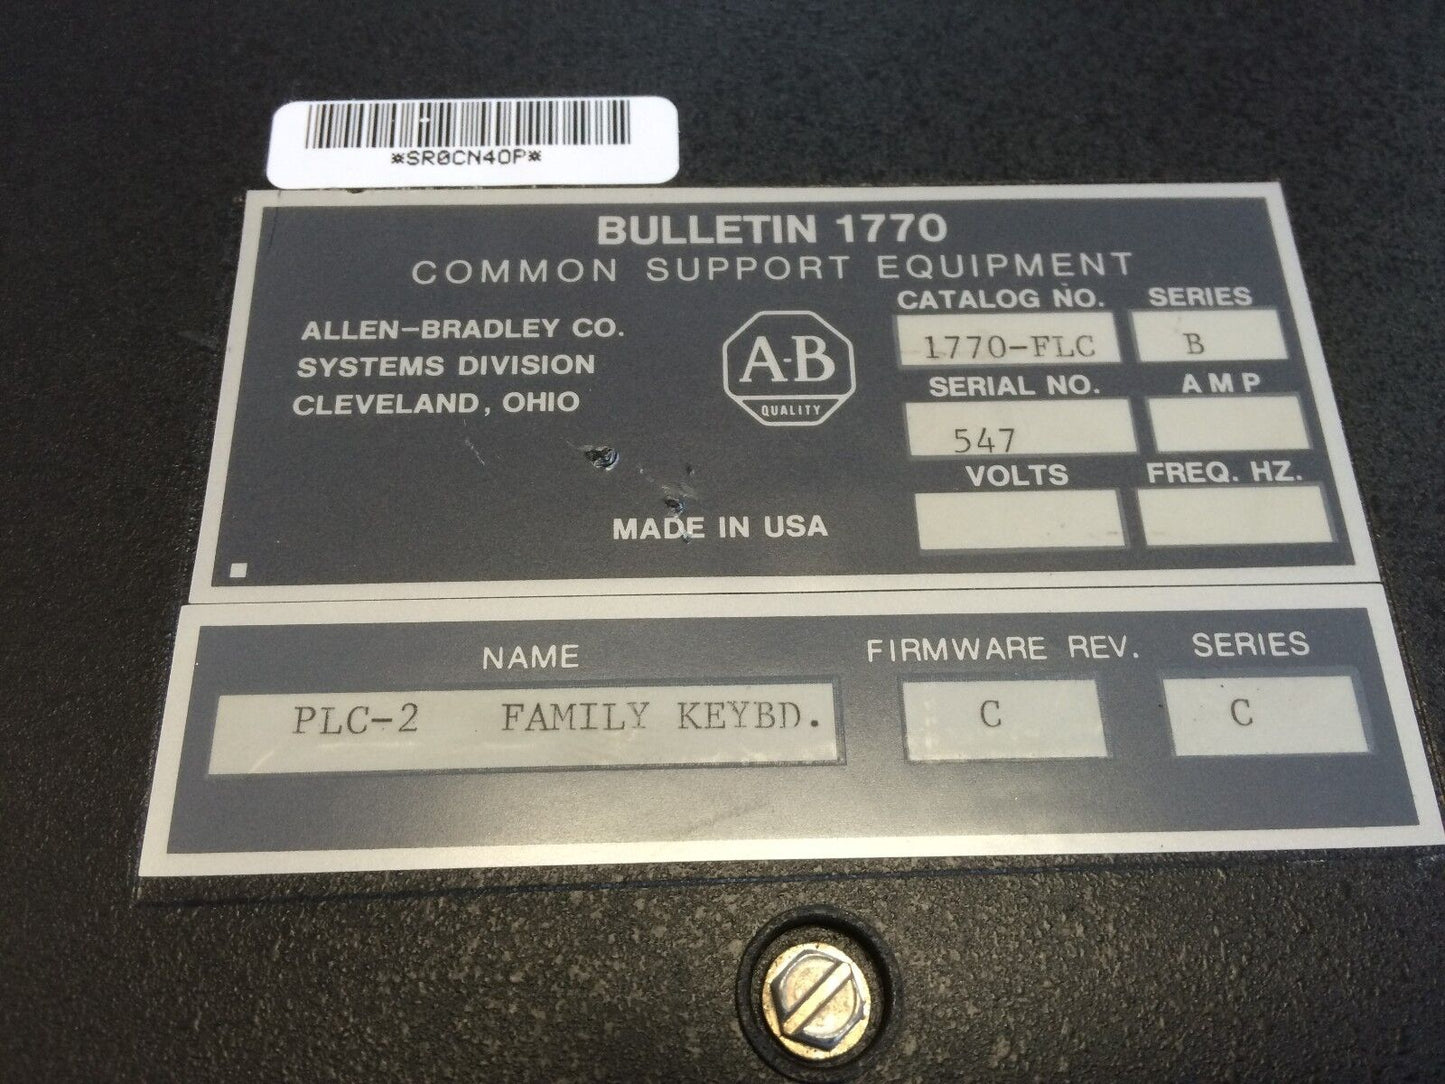 *SR0CN4OP*
BULLETIN 1770
COMMON SUPPORT EQUIPMENT
ALLEN-BRADLEY CO.
SYSTEMS DIVISION
CLEVELAND, OHIO
A-B
QUALITY
MADE IN USA
CATALOG NO. SERIES
1770-FLC B
SERIAL NO. AMP
547
VOLTS FREQ. HZ.
NAME FIRMWARE REV. SERIES
PLC-2 FAMILY KEYBD. C C